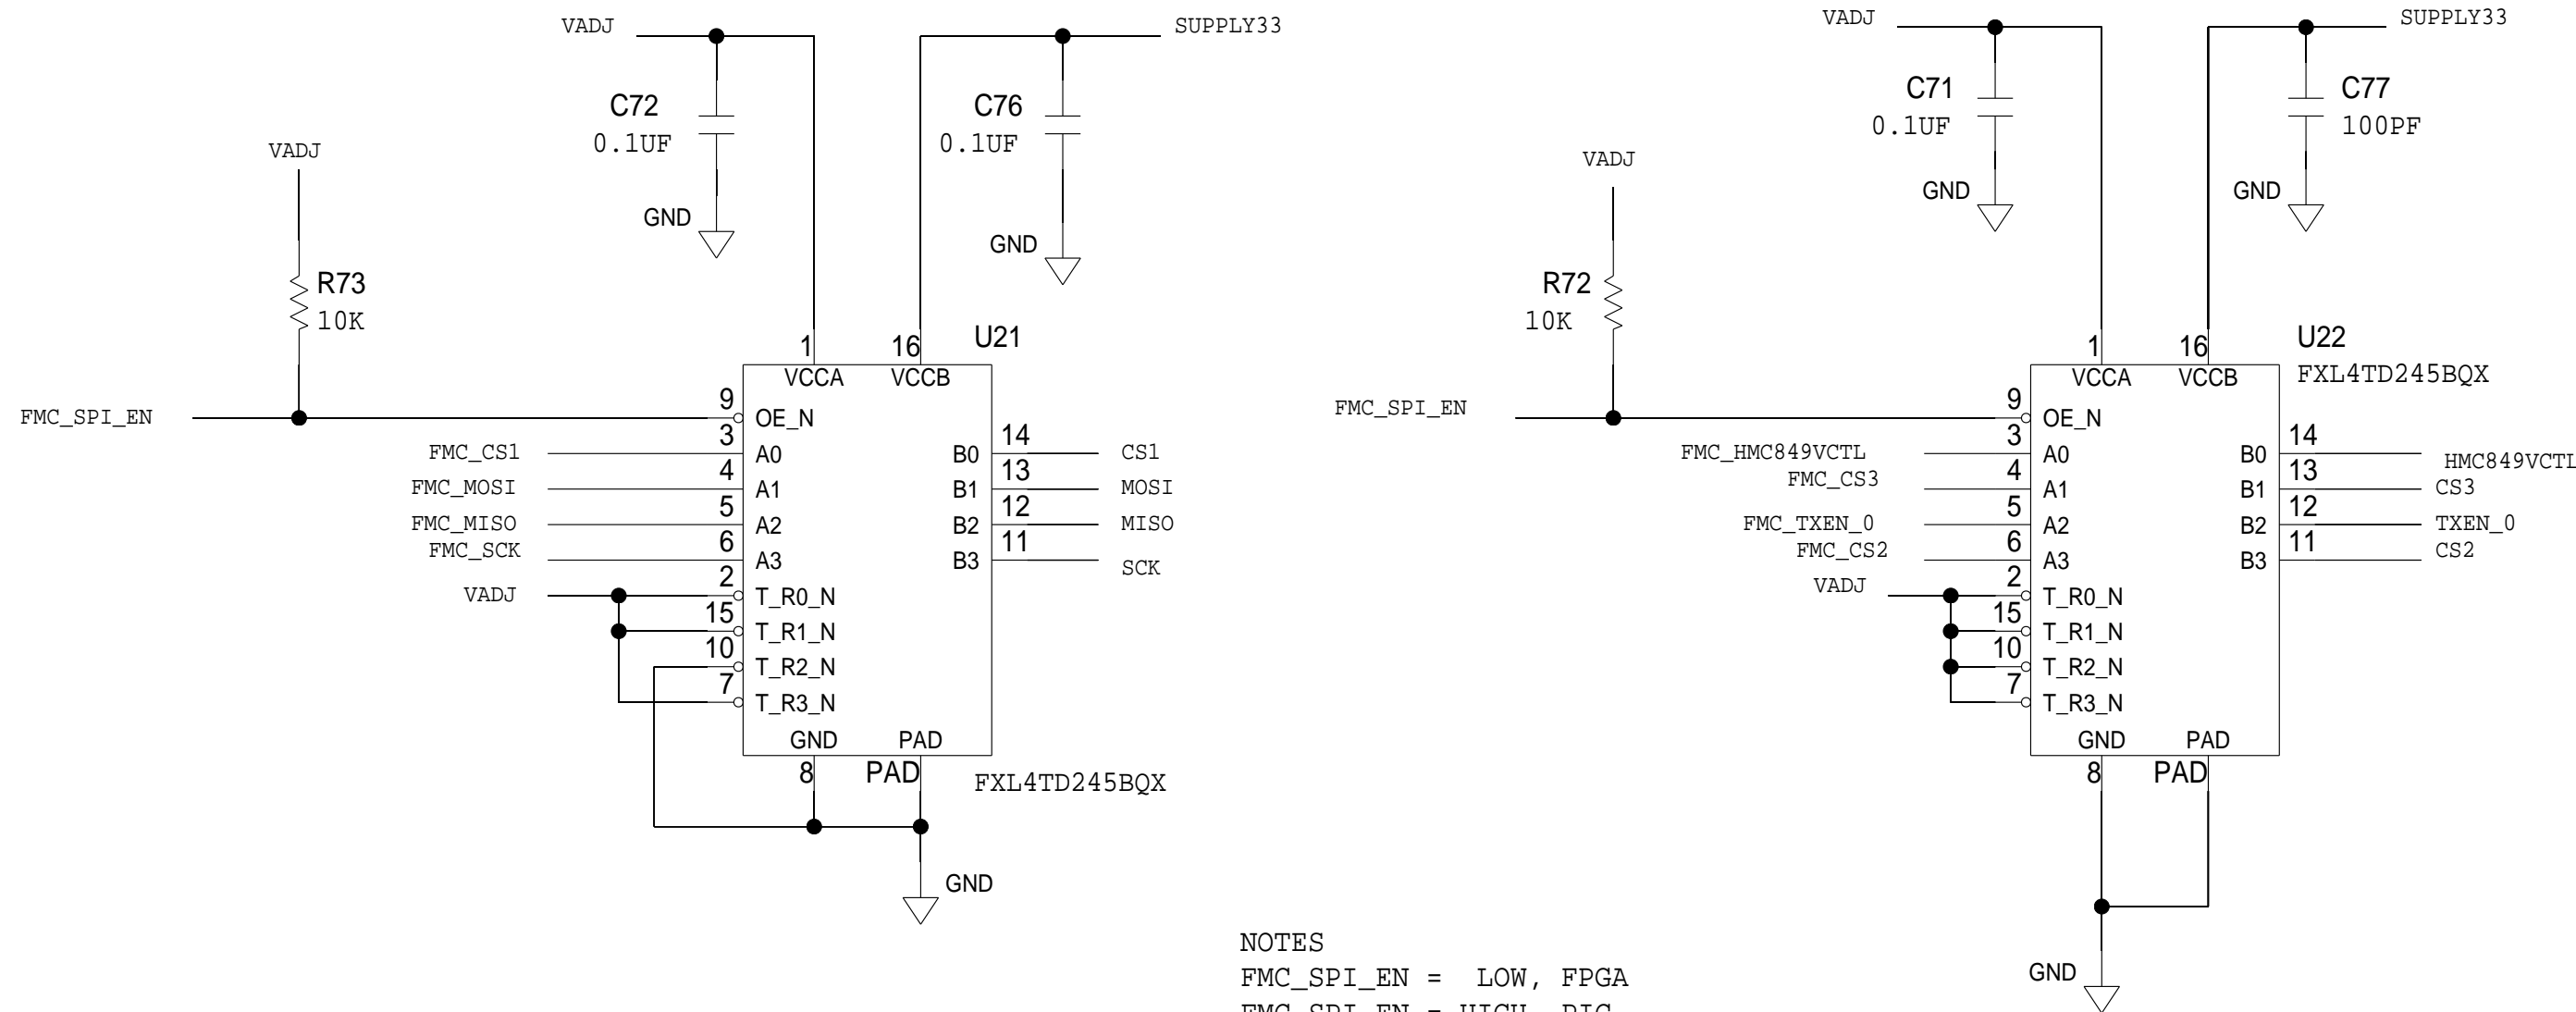 VADJ
SUPPLY33
C72
0.1UF
C76
0.1UF
GND
GND
VADJ
R73
10K
U21
1
16
VCCA
VCCB
FMC_SPI_EN
9
OE_N
FMC_CS1
3
A0
B0
14
CS1
FMC_MOSI
4
A1
B1
13
MOSI
FMC_MISO
5
A2
B2
12
MISO
FMC_SCK
6
A3
B3
11
SCK
VADJ
2
T_R0_N
15
T_R1_N
10
T_R2_N
7
T_R3_N
GND
PAD
8
PAD
FXL4TD245BQX
GND
VADJ
SUPPLY33
C71
0.1UF
C77
100PF
GND
GND
VADJ
R72
10K
U22
FXL4TD245BQX
1
16
VCCA
VCCB
FMC_SPI_EN
9
OE_N
FMC_HMC849VCTL
3
A0
B0
14
HMC849VCTL
FMC_CS3
4
A1
B1
13
CS3
FMC_TXEN_0
5
A2
B2
12
TXEN_0
FMC_CS2
6
A3
B3
11
CS2
VADJ
2
T_R0_N
15
T_R1_N
10
T_R2_N
7
T_R3_N
GND
PAD
8
PAD
GND
NOTES
FMC_SPI_EN = LOW, FPGA
FMC_SPI_EN = HIGH, PIC